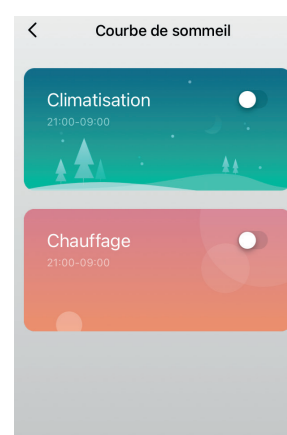 Courbe de sommeil
Climatisation
21:00-09:00
Chauffage
21:00-09:00